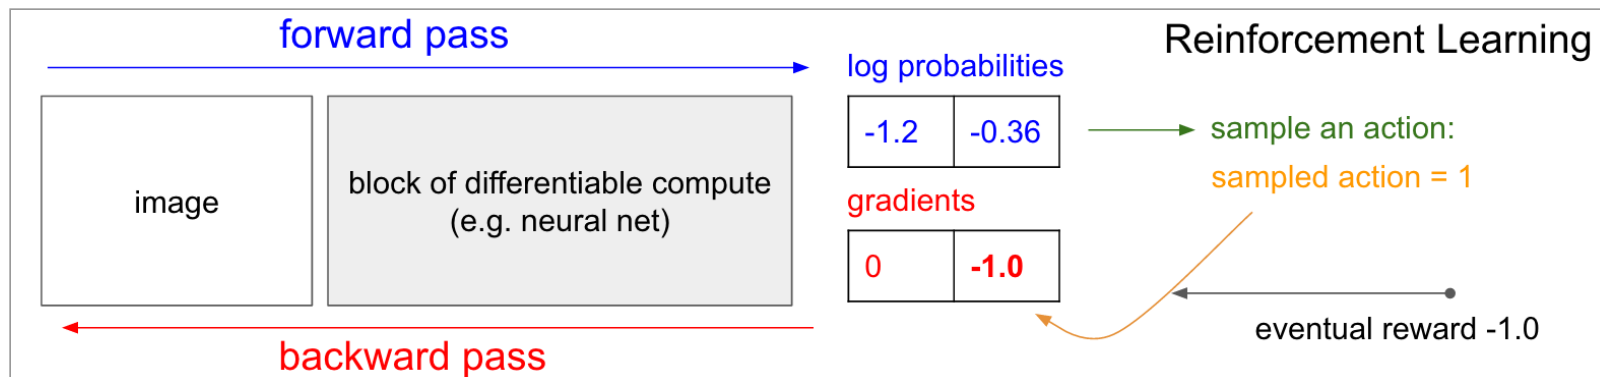 forward pass
Reinforcement Learning
log probabilities
-1.2 -0.36
sample an action:
sampled action = 1
image
block of differentiable compute
(e.g. neural net)
gradients
0 -1.0
eventual reward -1.0
backward pass